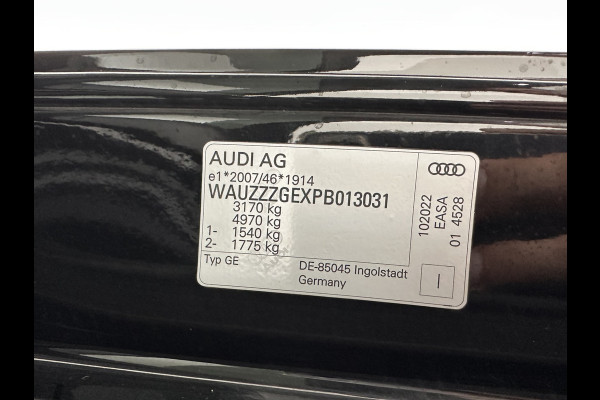 AUDI AG
e1*2007/46*1914
WAUZZZGEXPB013031
3170 kg
4970 kg
1- 1540 kg
2- 1775 kg
Typ GE
DE-85045 Ingolstadt
Germany
102022
EASA
01 4528
I